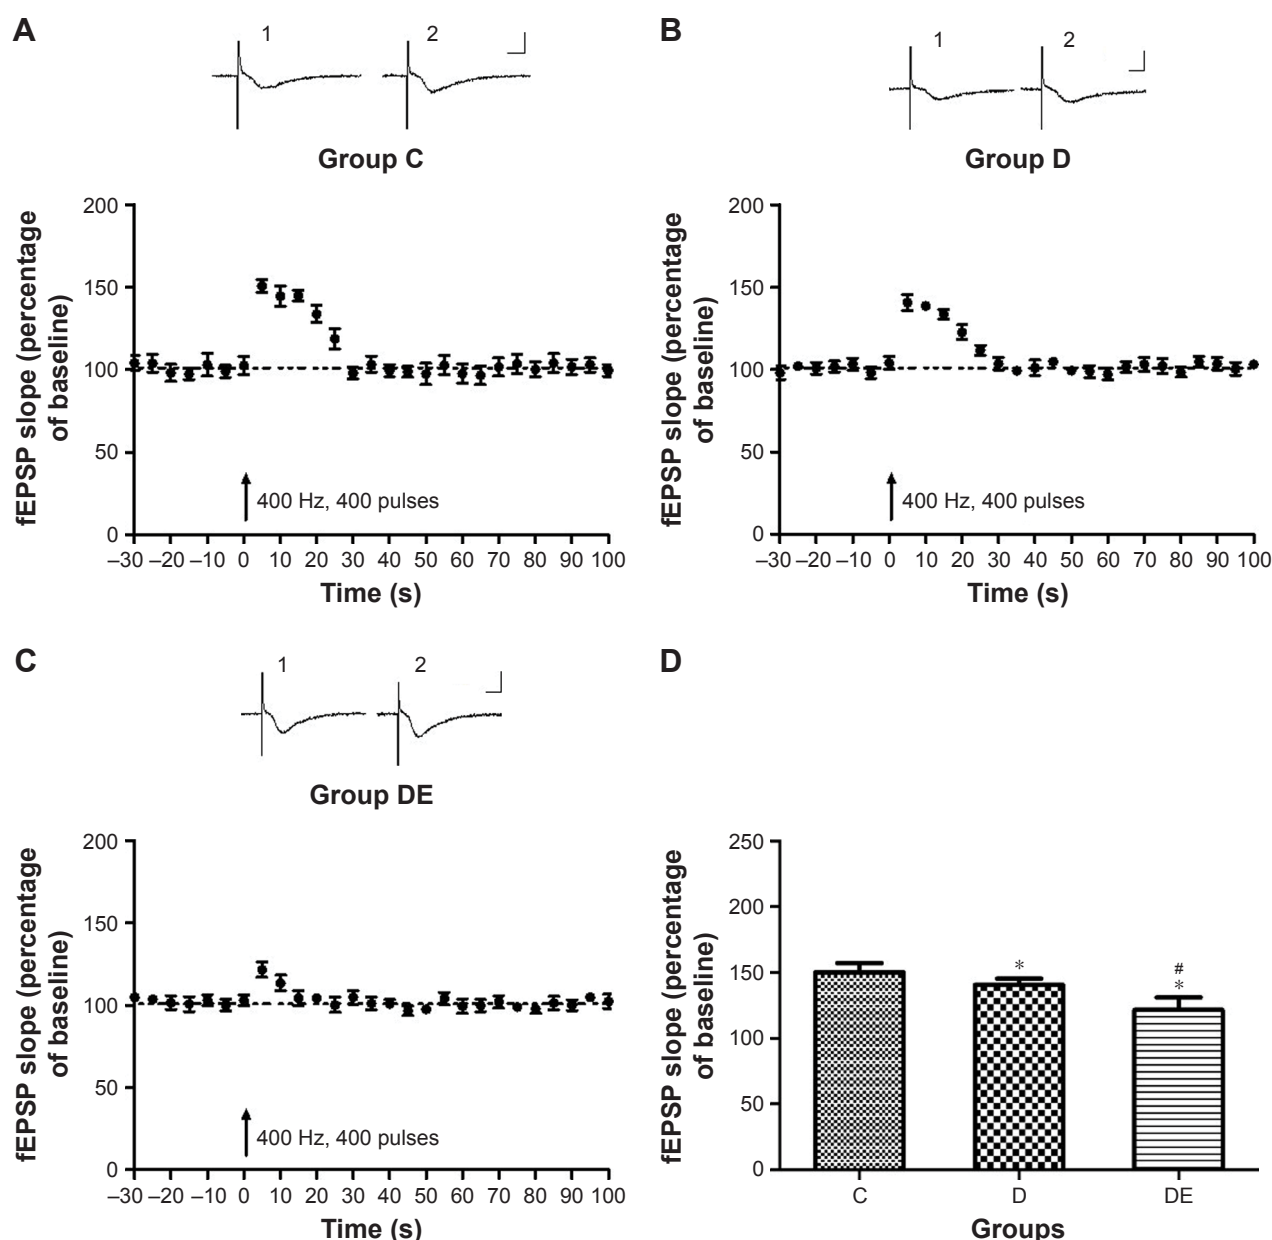 A
1 2
Group C
fEPSP slope (percentage
of baseline)
200
150
100
50
0
400 Hz, 400 pulses
–30 –20 –10 0 10 20 30 40 50 60 70 80 90 100
Time (s)
B
1 2
Group D
fEPSP slope (percentage
of baseline)
200
150
100
50
0
400 Hz, 400 pulses
–30 –20 –10 0 10 20 30 40 50 60 70 80 90 100
Time (s)
C
1 2
Group DE
fEPSP slope (percentage
of baseline)
200
150
100
50
0
400 Hz, 400 pulses
–30 –20 –10 0 10 20 30 40 50 60 70 80 90 100
Time (s)
D
fEPSP slope (percentage
of baseline)
250
200
150
100
50
0
*
#
*
C D DE
Groups